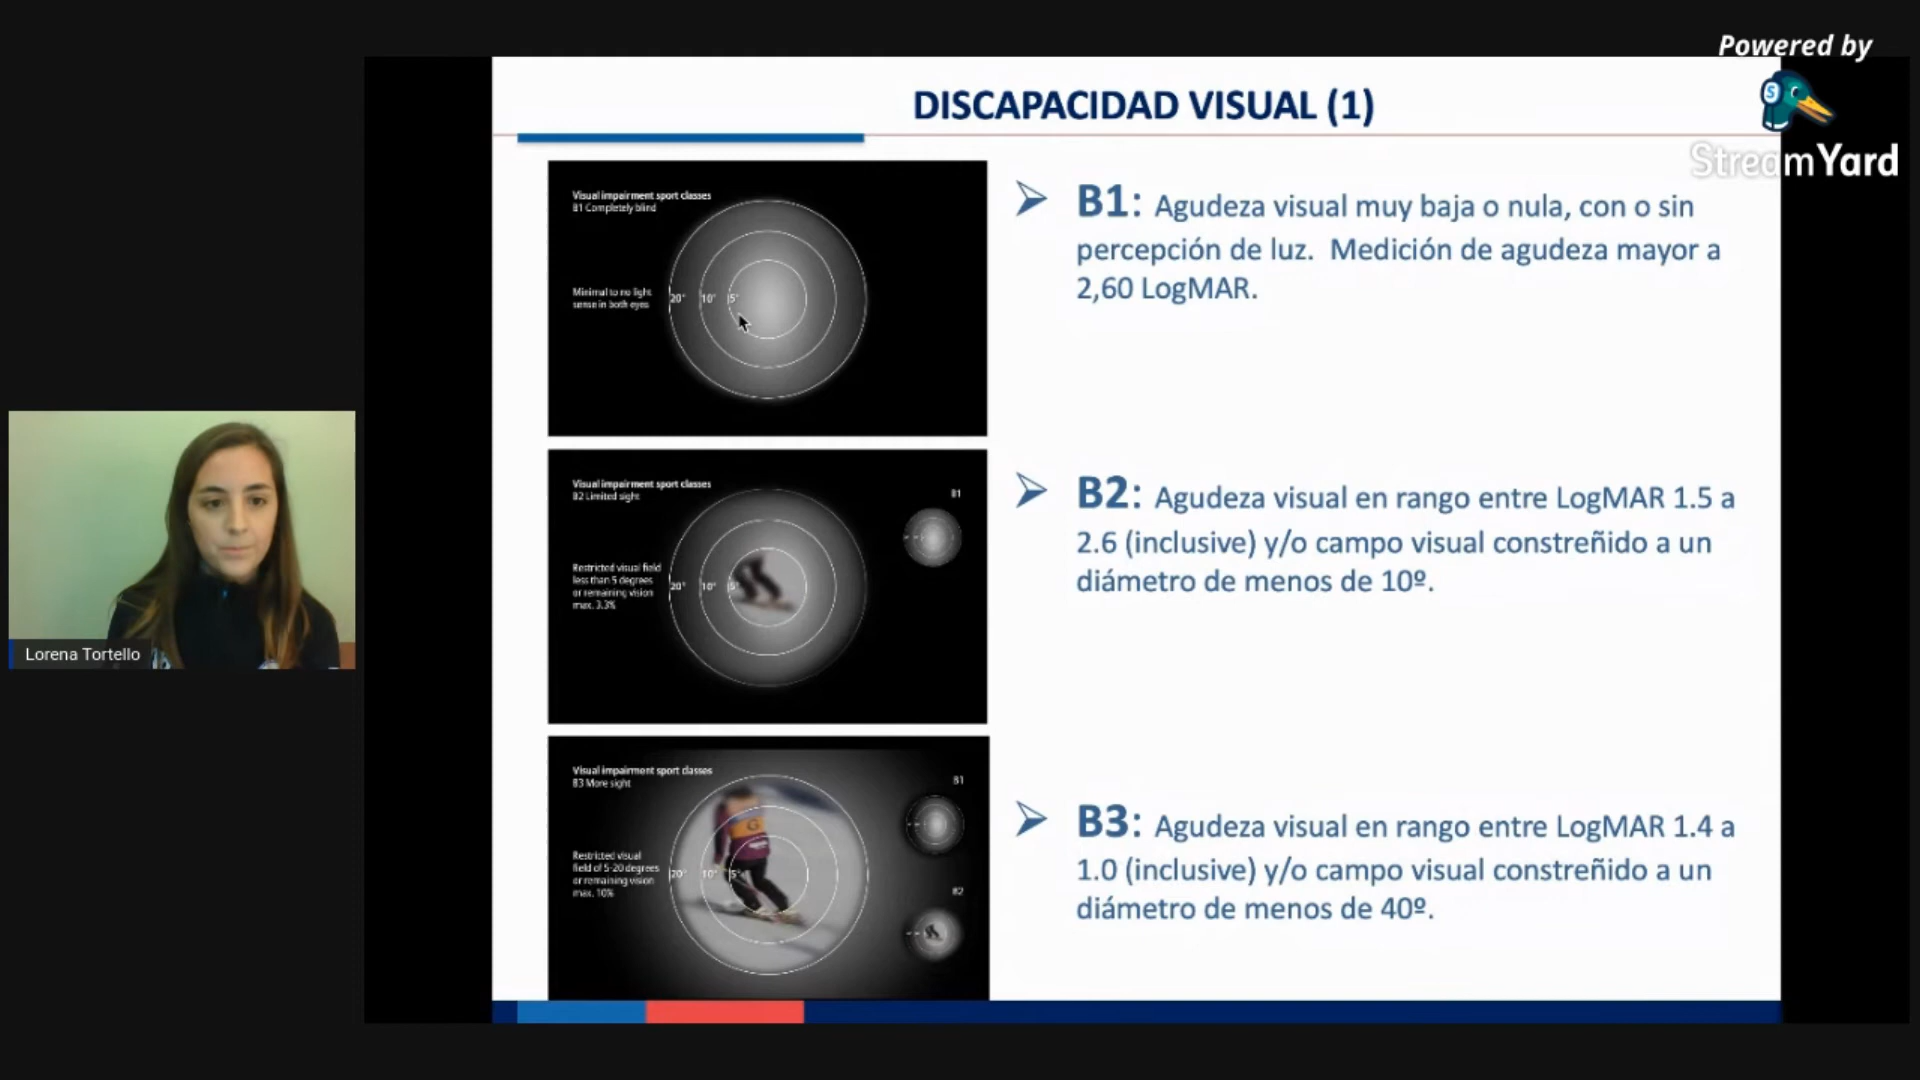 Powered by
StreamYard
DISCAPACIDAD VISUAL (1)
Visual impairment sport classes
B1 Completely blind
Minimal to no light
sense in both eyes
20° 10° 5°
B1: Agudeza visual muy baja o nula, con o sin
percepción de luz. Medición de agudeza mayor a
2,60 LogMAR.
Visual impairment sport classes
B2 Limited sight
B1
Restricted visual field
less than 5 degrees
or remaining vision
max. 3.3%
20° 10° 5°
B2: Agudeza visual en rango entre LogMAR 1.5 a
2.6 (inclusive) y/o campo visual constreñido a un
diámetro de menos de 10º.
Visual impairment sport classes
B3 More sight
B1
Restricted visual
field of 5-20 degrees
or remaining vision
max. 10%
20° 10° 5°
G
B2
B3: Agudeza visual en rango entre LogMAR 1.4 a
1.0 (inclusive) y/o campo visual constreñido a un
diámetro de menos de 40º.
Lorena Tortello